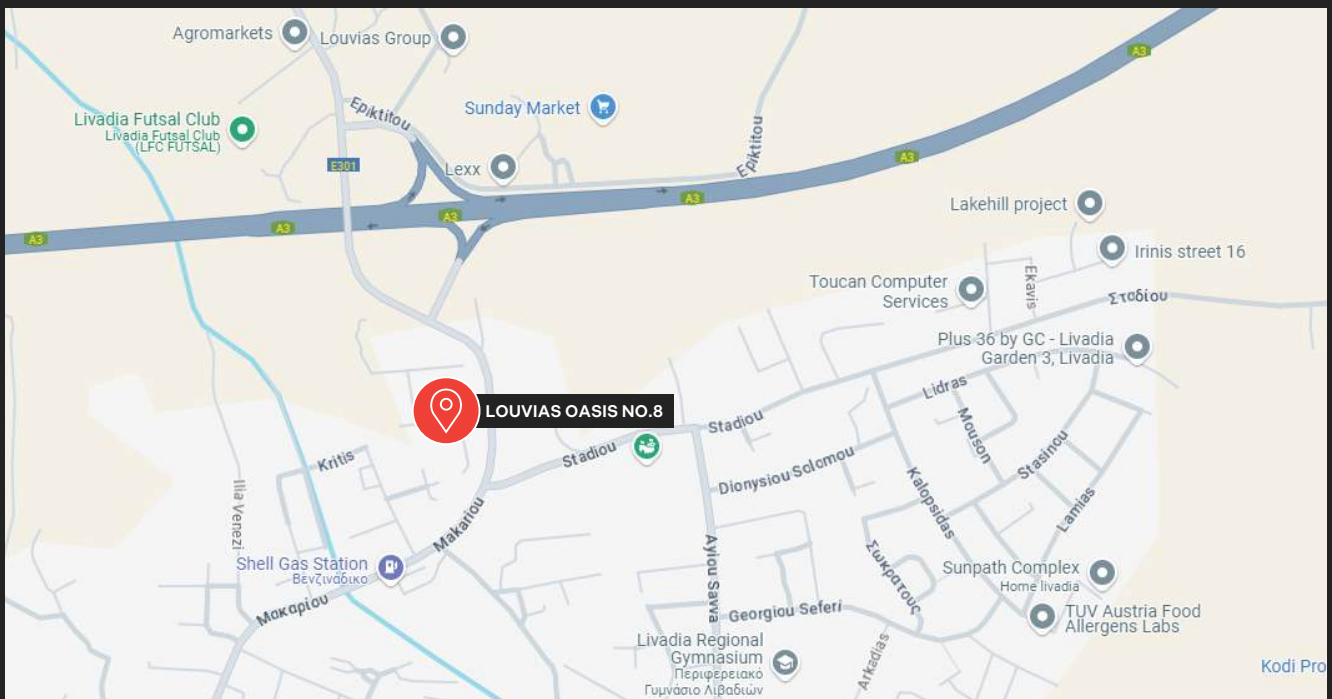 Agromarkets
Louvias Group
Epiktitou
Sunday Market
Livadia Futsal Club
Livadia Futsal Club
(LFC FUTSAL)
E301
Lexx
Epiktitou
A3
A3
A3
A3
A3
A3
Lakehill project
Irinis street 16
Toucan Computer
Services
Ekavis
Σταδίου
Plus 36 by GC - Livadia
Garden 3, Livadia
LOUVIAS OASIS NO.8
Lidras
Stadiou
Stadiou
Mouson
Stasinou
Kritis
Dionysiou Solomou
Kalopsidas
Lamias
Ilia Venezi
Makariou
Shell Gas Station
Βενζινάδικο
Μακαρίου
Ayiou Savva
Σωκρατους
Sunpath Complex
Home livadia
Georgiou Seferi
TUV Austria Food
Allergens Labs
Livadia Regional
Gymnasium
Περιφερειακό
Γυμνάσιο Λιβαδιών
Arkadias
Kodi Pro